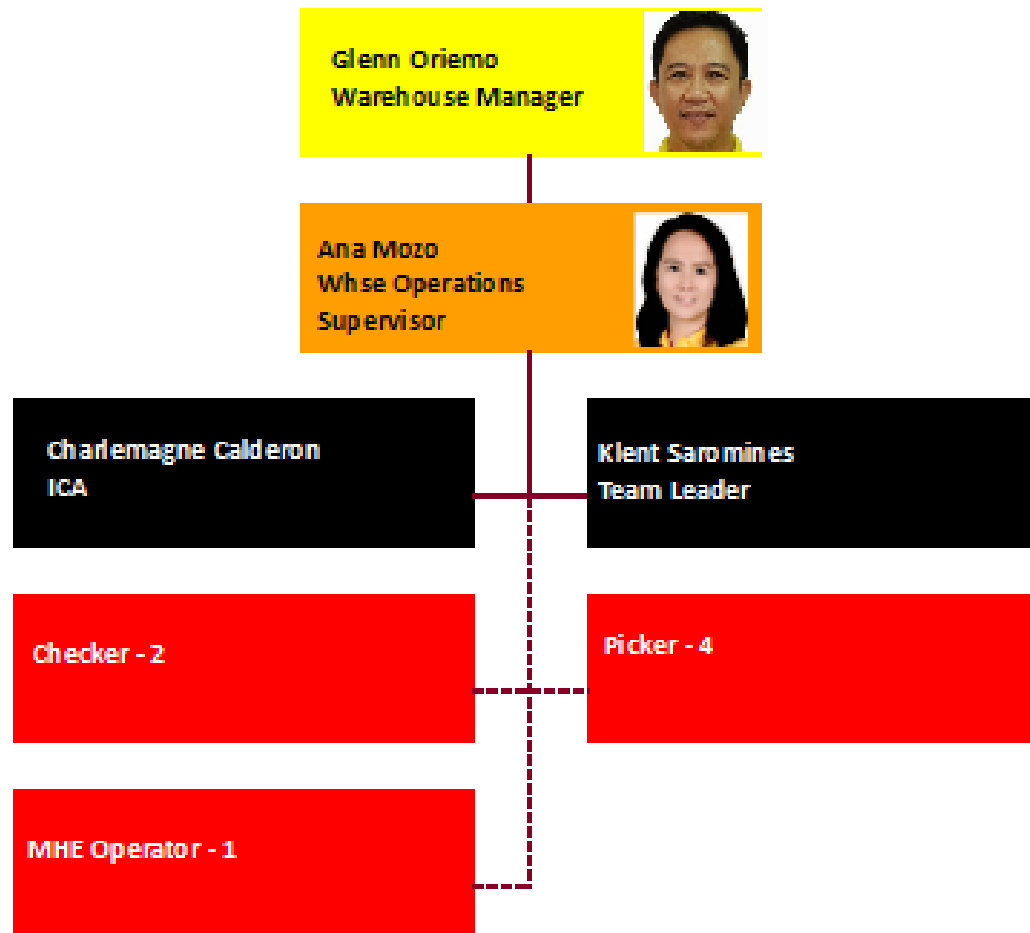 Glenn Oriemo
Warehouse Manager
Ana Mozo
Whse Operations
Supervisor
Charlemagne Calderon
ICA
Klent Saromines
Team Leader
Checker - 2
Picker - 4
MHE Operator - 1